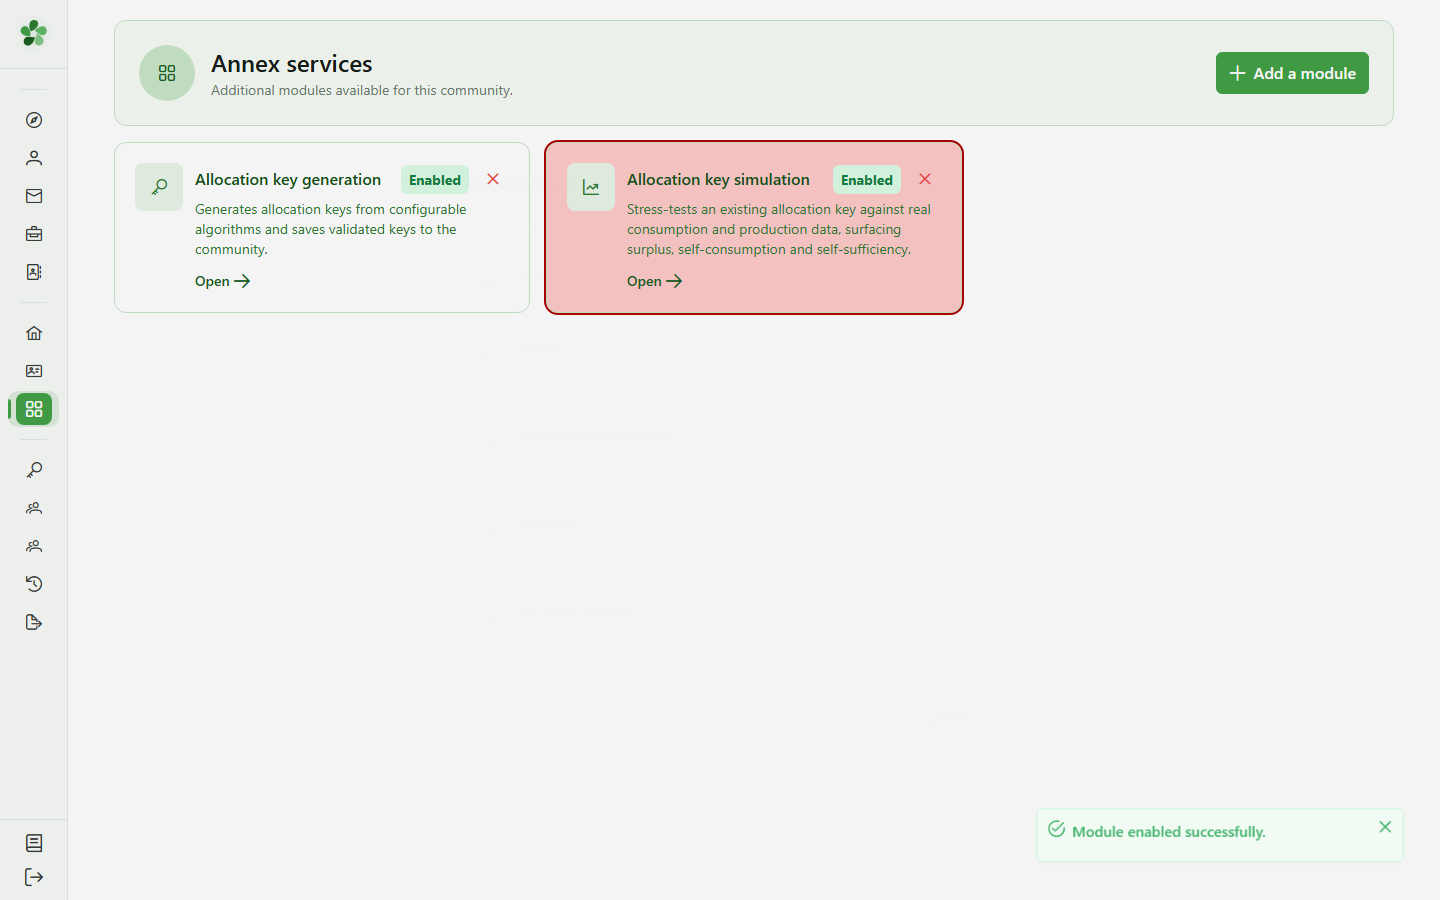 Annex services
Additional modules available for this community.
Add a module
Allocation key generation
Enabled
Generates allocation keys from configurable
algorithms and saves validated keys to the
community.
Open
Allocation key simulation
Enabled
Stress-tests an existing allocation key against real
consumption and production data, surfacing
surplus, self-consumption and self-sufficiency.
Open
Module enabled successfully.